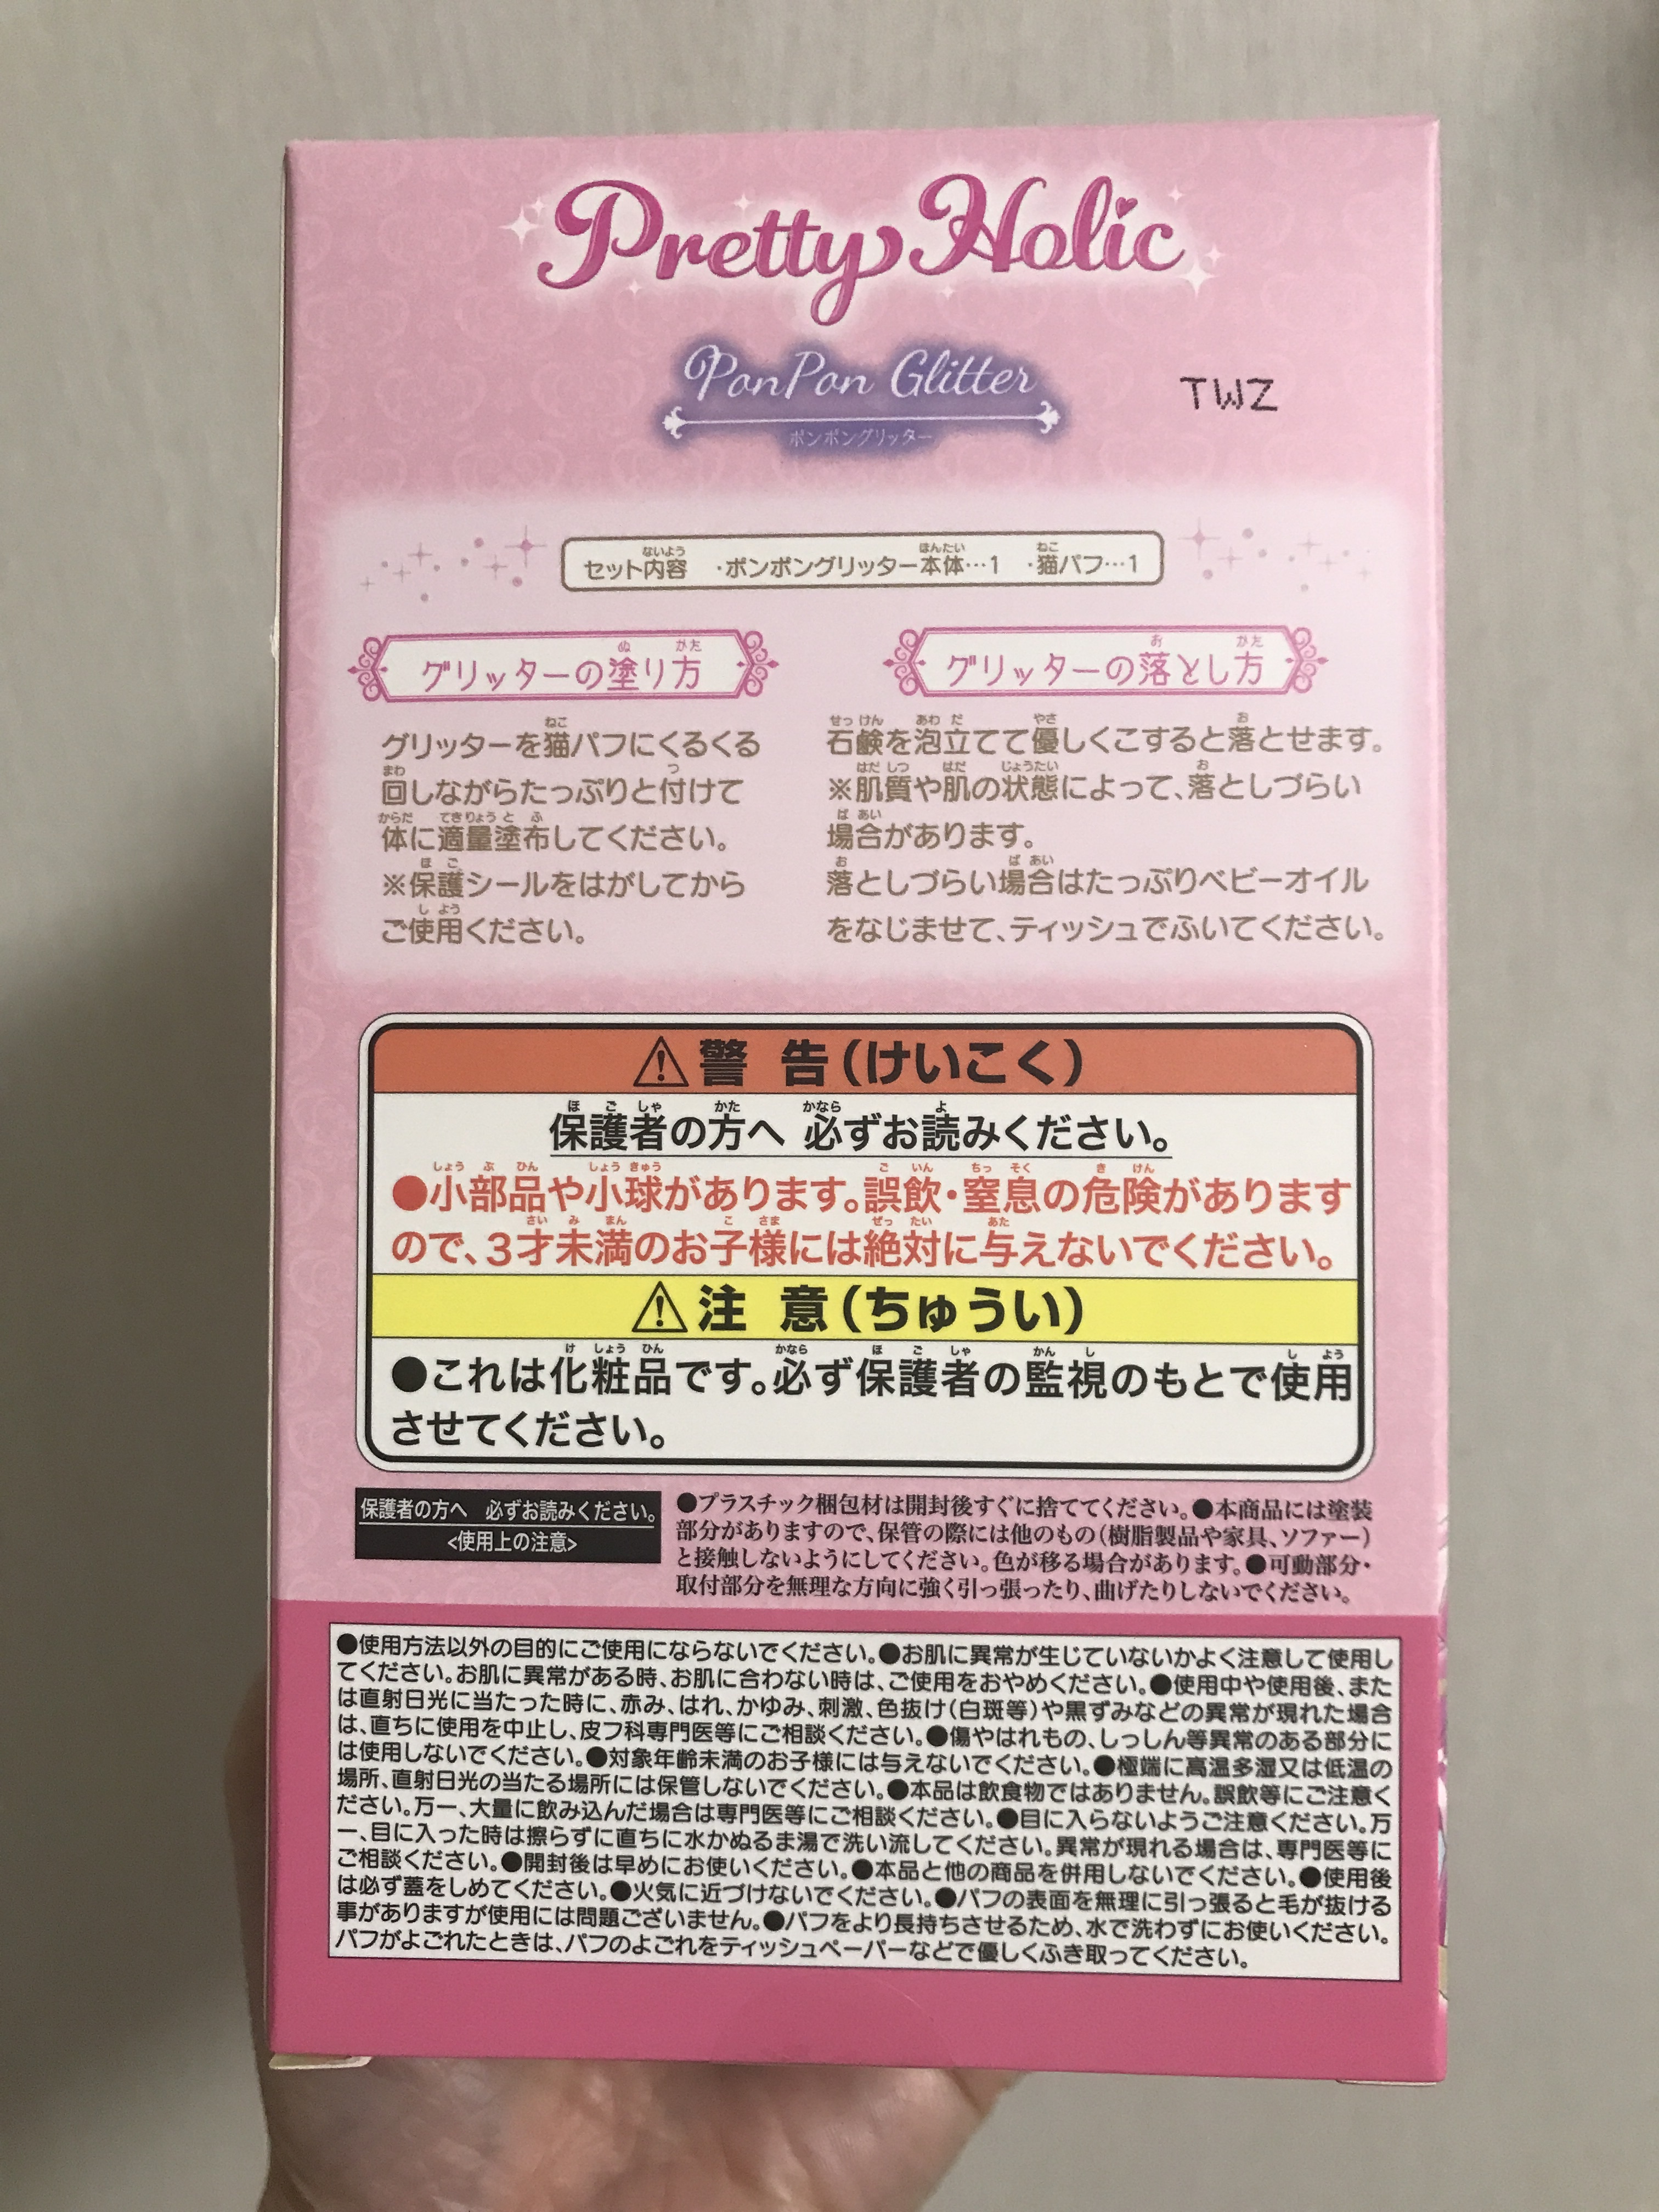 Pretty Holic
PonPon Glitter
TWZ
ポンポングリッター
セット内容 ・ポンポングリッター本体…1 ・猫パフ…1
グリッターの塗り方
グリッターを猫パフにくるくる
回しながらたっぷりと付けて
体に適量塗布してください。
※保護シールをはがしてから
ご使用ください。
グリッターの落とし方
石鹸を泡立てて優しくこすると落とせます。
※肌質や肌の状態によって、落としづらい
場合があります。
落としづらい場合はたっぷりベビーオイル
をなじませて、ティッシュでふいてください。
⚠警 告(けいこく)
保護者の方へ 必ずお読みください。
●小部品や小球があります。誤飲・窒息の危険があります
ので、3才未満のお子様には絶対に与えないでください。
⚠注 意(ちゅうい)
●これは化粧品です。必ず保護者の監視のもとで使用
させてください。
保護者の方へ 必ずお読みください。
<使用上の注意>
●プラスチック梱包材は開封後すぐに捨ててください。●本商品には塗装
部分がありますので、保管の際には他のもの(樹脂製品や家具、ソファー)
と接触しないようにしてください。色が移る場合があります。●可動部分・
取付部分を無理な方向に強く引っ張ったり、曲げたりしないでください。
●使用方法以外の目的にご使用にならないでください。●お肌に異常が生じていないかよく注意して使用し
てください。お肌に異常がある時、お肌に合わない時は、ご使用をおやめください。●使用中や使用後、また
は直射日光に当たった時に、赤み、はれ、かゆみ、刺激、色抜け(白斑等)や黒ずみなどの異常が現れた場合
は、直ちに使用を中止し、皮フ科専門医等にご相談ください。●傷やはれもの、しっしん等異常のある部分に
は使用しないでください。●対象年齢未満のお子様には与えないでください。●極端に高温多湿又は低温の
場所、直射日光の当たる場所には保管しないでください。●本品は飲食物ではありません。誤飲等にご注意く
ださい。万一、大量に飲み込んだ場合は専門医等にご相談ください。●目に入らないようご注意ください。万
一、目に入った時は擦らずに直ちに水かぬるま湯で洗い流してください。異常が現れる場合は、専門医等に
ご相談ください。●開封後は早めにお使いください。●本品と他の商品を併用しないでください。●使用後
は必ず蓋をしめてください。●火気に近づけないでください。●パフの表面を無理に引っ張ると毛が抜ける
事がありますが使用には問題ございません。●パフをより長持ちさせるため、水で洗わずにお使いください。
パフがよごれたときは、パフのよごれをティッシュペーパーなどで優しくふき取ってください。